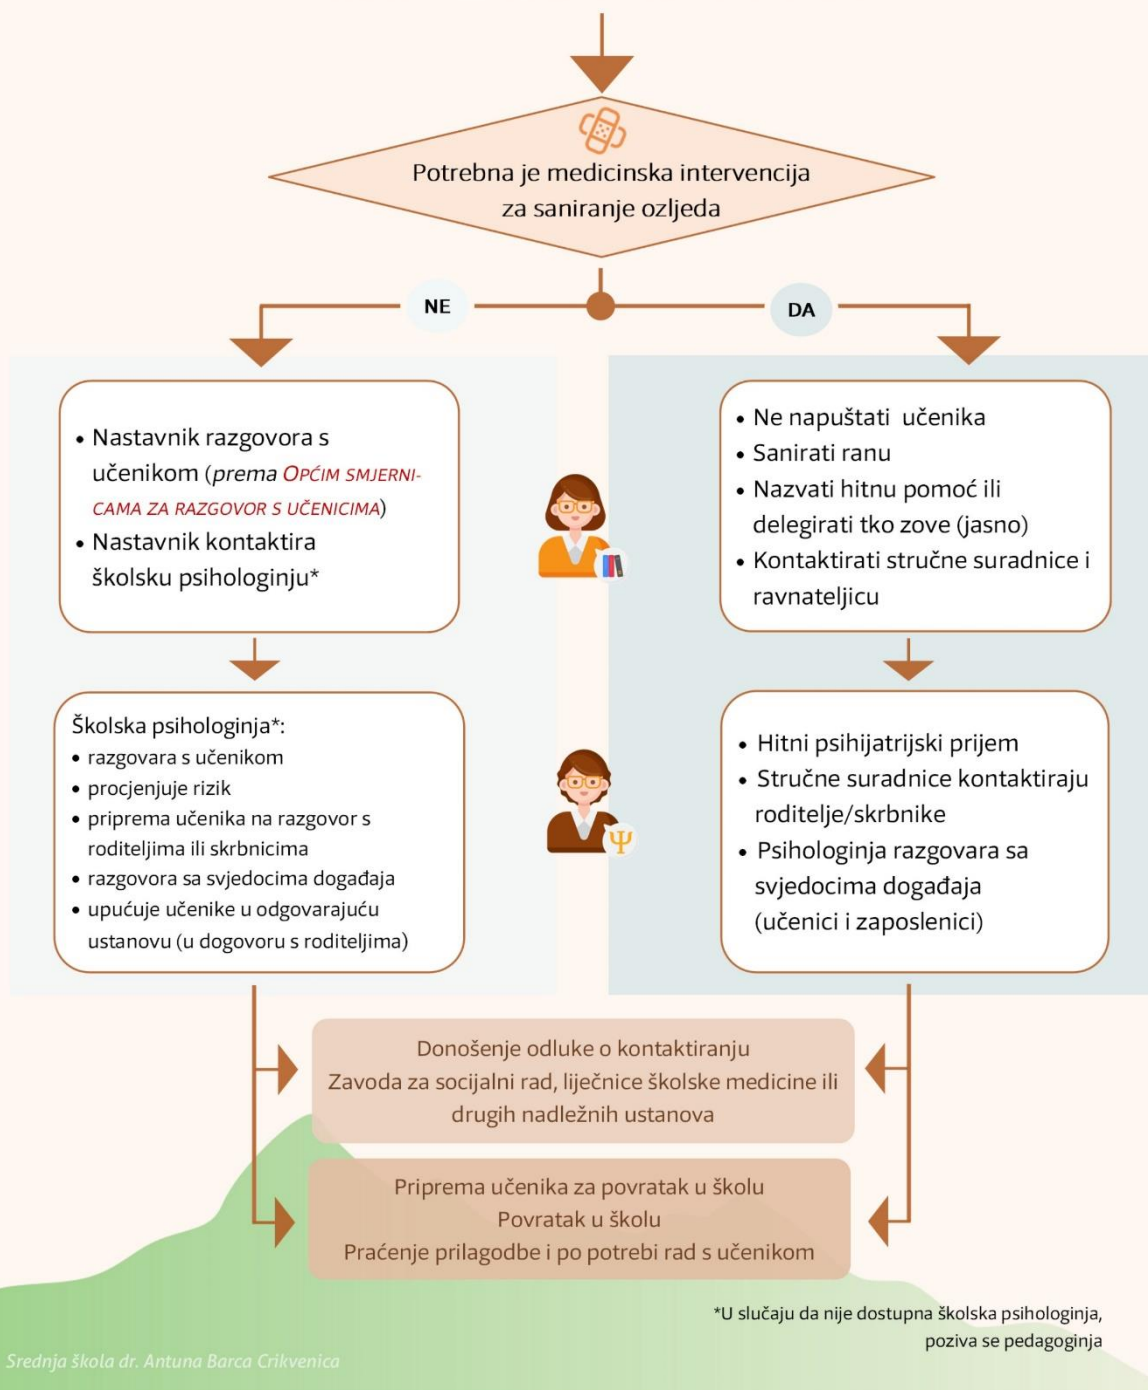 Potrebna je medicinska intervencija
za saniranje ozljeda
NE
DA
• Nastavnik razgovora s
učenikom (prema OPĆIM SMJERNI-
CAMA ZA RAZGOVOR S UČENICIMA)
• Nastavnik kontaktira
školsku psihologinju*
• Ne napuštati učenika
• Sanirati ranu
• Nazvati hitnu pomoć ili
delegirati tko zove (jasno)
• Kontaktirati stručne suradnice i
ravnateljicu
Školska psihologinja*:
• razgovara s učenikom
• procjenjuje rizik
• priprema učenika na razgovor s
roditeljima ili skrbnicima
• razgovora sa svjedocima događaja
• upućuje učenike u odgovarajuću
ustanovu (u dogovoru s roditeljima)
Ψ
• Hitni psihijatrijski prijem
• Stručne suradnice kontaktiraju
roditelje/skrbnike
• Psihologinja razgovara sa
svjedocima događaja
(učenici i zaposlenici)
Donošenje odluke o kontaktiranju
Zavoda za socijalni rad, liječnice školske medicine ili
drugih nadležnih ustanova
Priprema učenika za povratak u školu
Povratak u školu
Praćenje prilagodbe i po potrebi rad s učenikom
*U slučaju da nije dostupna školska psihologinja,
poziva se pedagoginja
Srednja škola dr. Antuna Barca Crikvenica